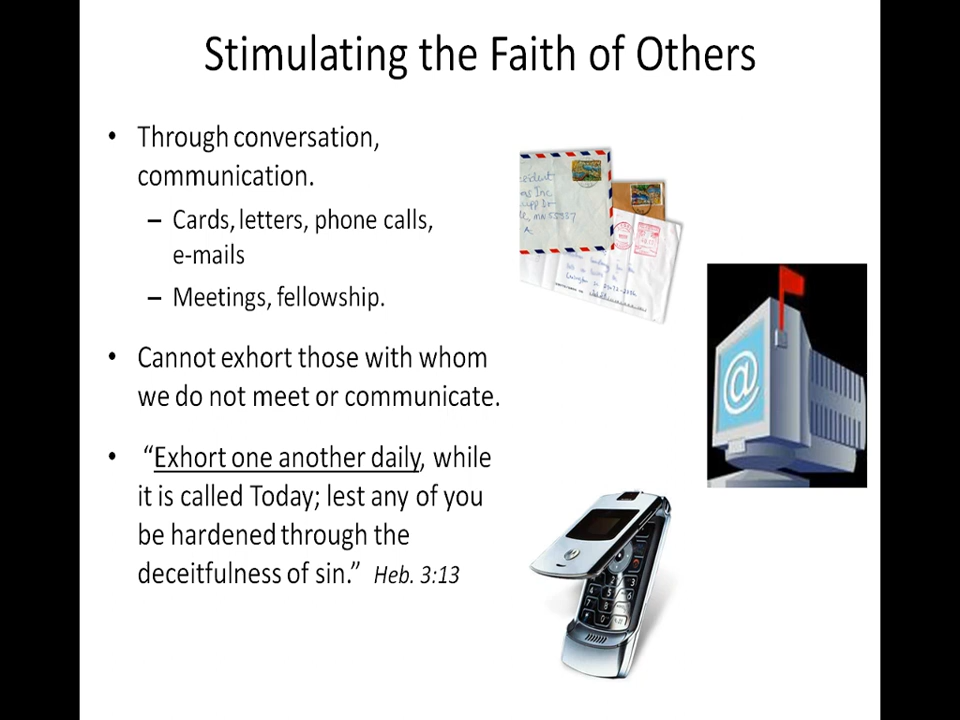 Stimulating the Faith of Others
• Through conversation,
communication.
– Cards, letters, phone calls,
e-mails
– Meetings, fellowship.
• Cannot exhort those with whom
we do not meet or communicate.
• “Exhort one another daily, while
it is called Today; lest any of you
be hardened through the
deceitfulness of sin.” Heb. 3:13
@